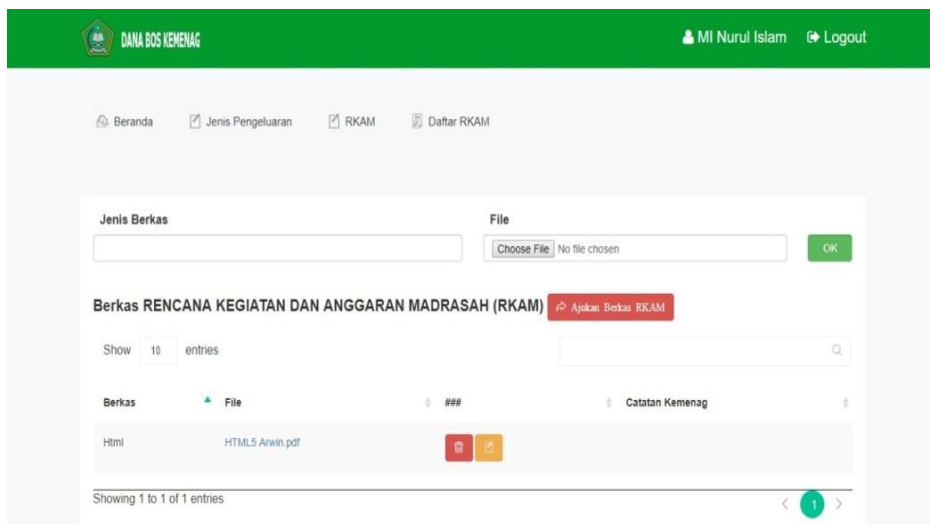 DANA BOS KEMENAG MI Nurul Islam Logout
Beranda Jenis Pengeluaran RKAM Daftar RKAM
Jenis Berkas File
Choose File No file chosen OK
Berkas RENCANA KEGIATAN DAN ANGGARAN MADRASAH (RKAM) Ajukan Berkas RKAM
Show 10 entries
Berkas File ### Catatan Kemenag
Html HTML5 Arwin.pdf
Showing 1 to 1 of 1 entries 1